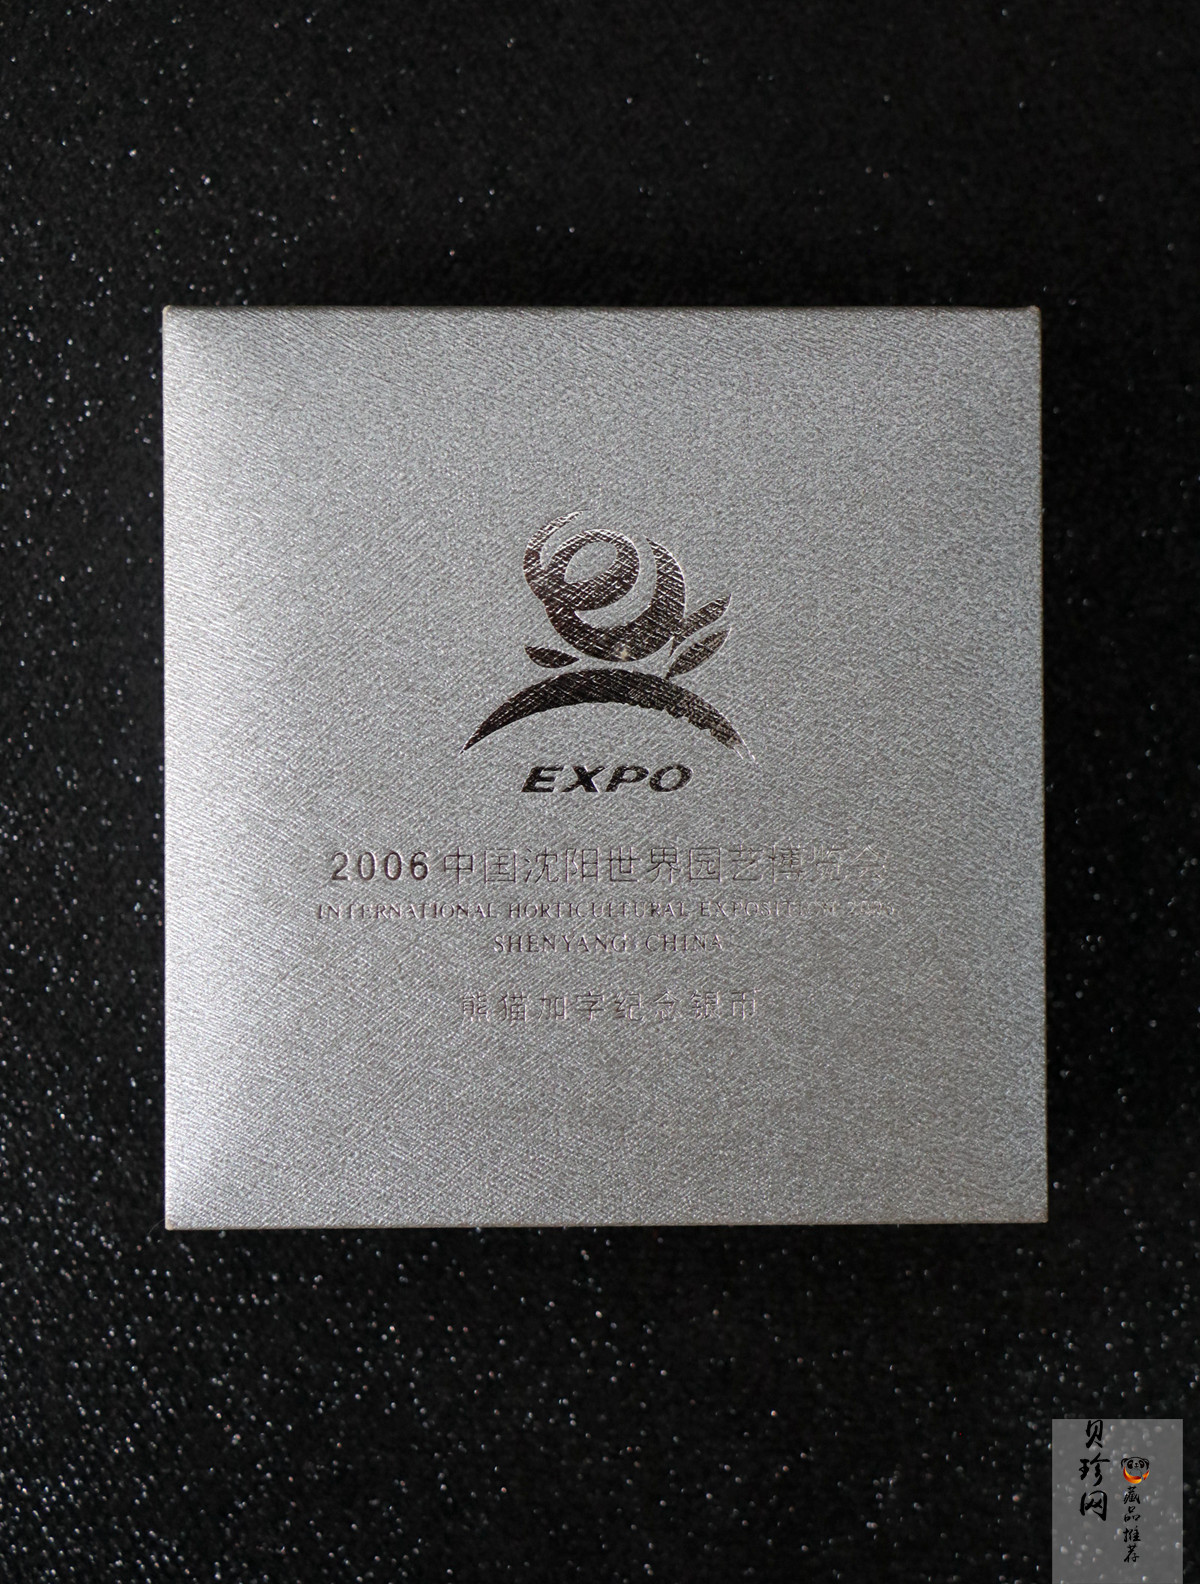 EXPO
2006中国沈阳世界园艺博览会
INTERNATIONAL HORTICULTURAL EXPOSITION 2006
SHENYANG CHINA
熊猫加字纪念银币
贝珍网
藏品推荐